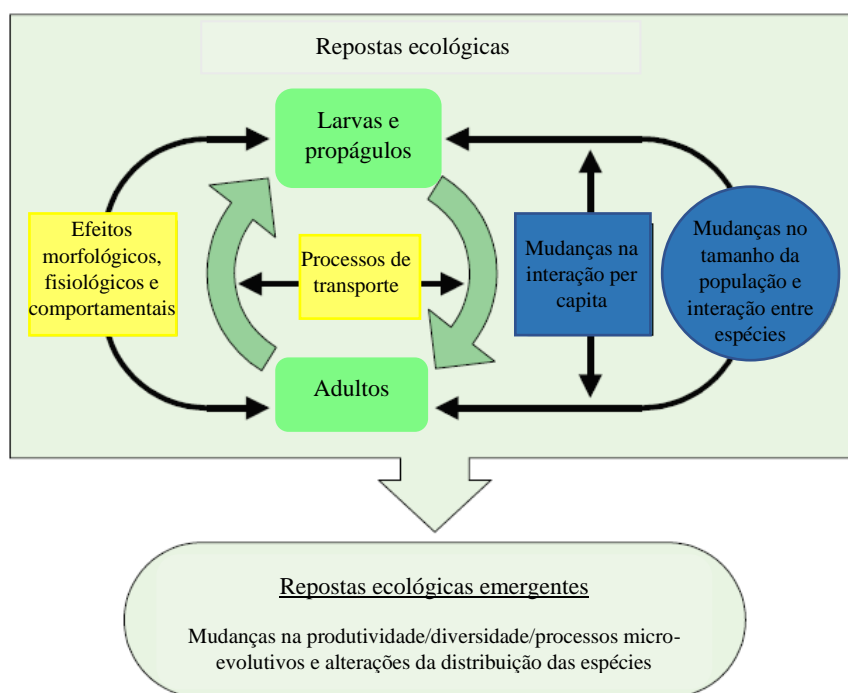 Repostas ecológicas
Larvas e
propágulos
Efeitos
morfológicos,
fisiológicos e
comportamentais
Processos de
transporte
Mudanças na
interação per
capita
Mudanças no
tamanho da
população e
interação entre
espécies
Adultos
Repostas ecológicas emergentes
Mudanças na produtividade/diversidade/processos micro-
evolutivos e alterações da distribuição das espécies